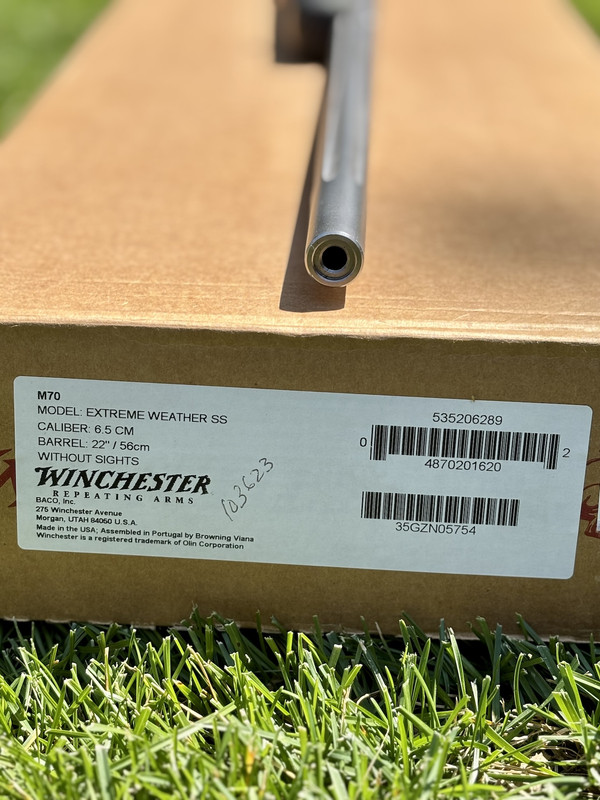 M70
MODEL: EXTREME WEATHER SS
CALIBER: 6.5 CM
BARREL: 22" / 56cm
WITHOUT SIGHTS
WINCHESTER
REPEATING ARMS
BACO, Inc.
275 Winchester Avenue
Morgan, UTAH 84050 U.S.A.
Made in the USA; Assembled in Portugal by Browning Viana
Winchester is a registered trademark of Olin Corporation
103623
535206289
0 2
4870201620
35GZN05754